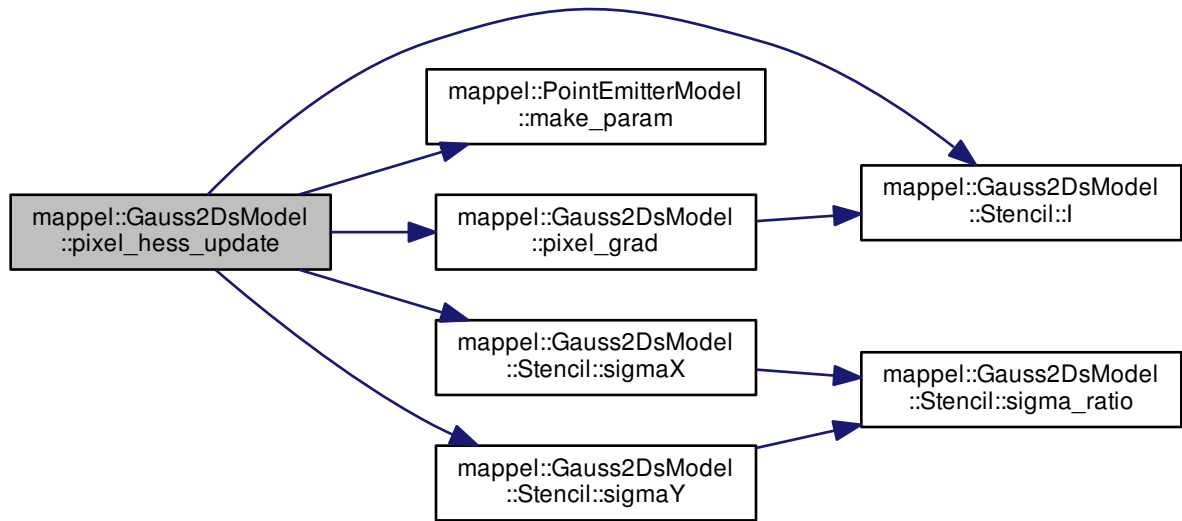 mappel::Gauss2DsModel
::pixel_hess_update
mappel::PointEmitterModel
::make_param
mappel::Gauss2DsModel
::pixel_grad
mappel::Gauss2DsModel
::Stencil::sigmaX
mappel::Gauss2DsModel
::Stencil::sigmaY
mappel::Gauss2DsModel
::Stencil::I
mappel::Gauss2DsModel
::Stencil::sigma_ratio